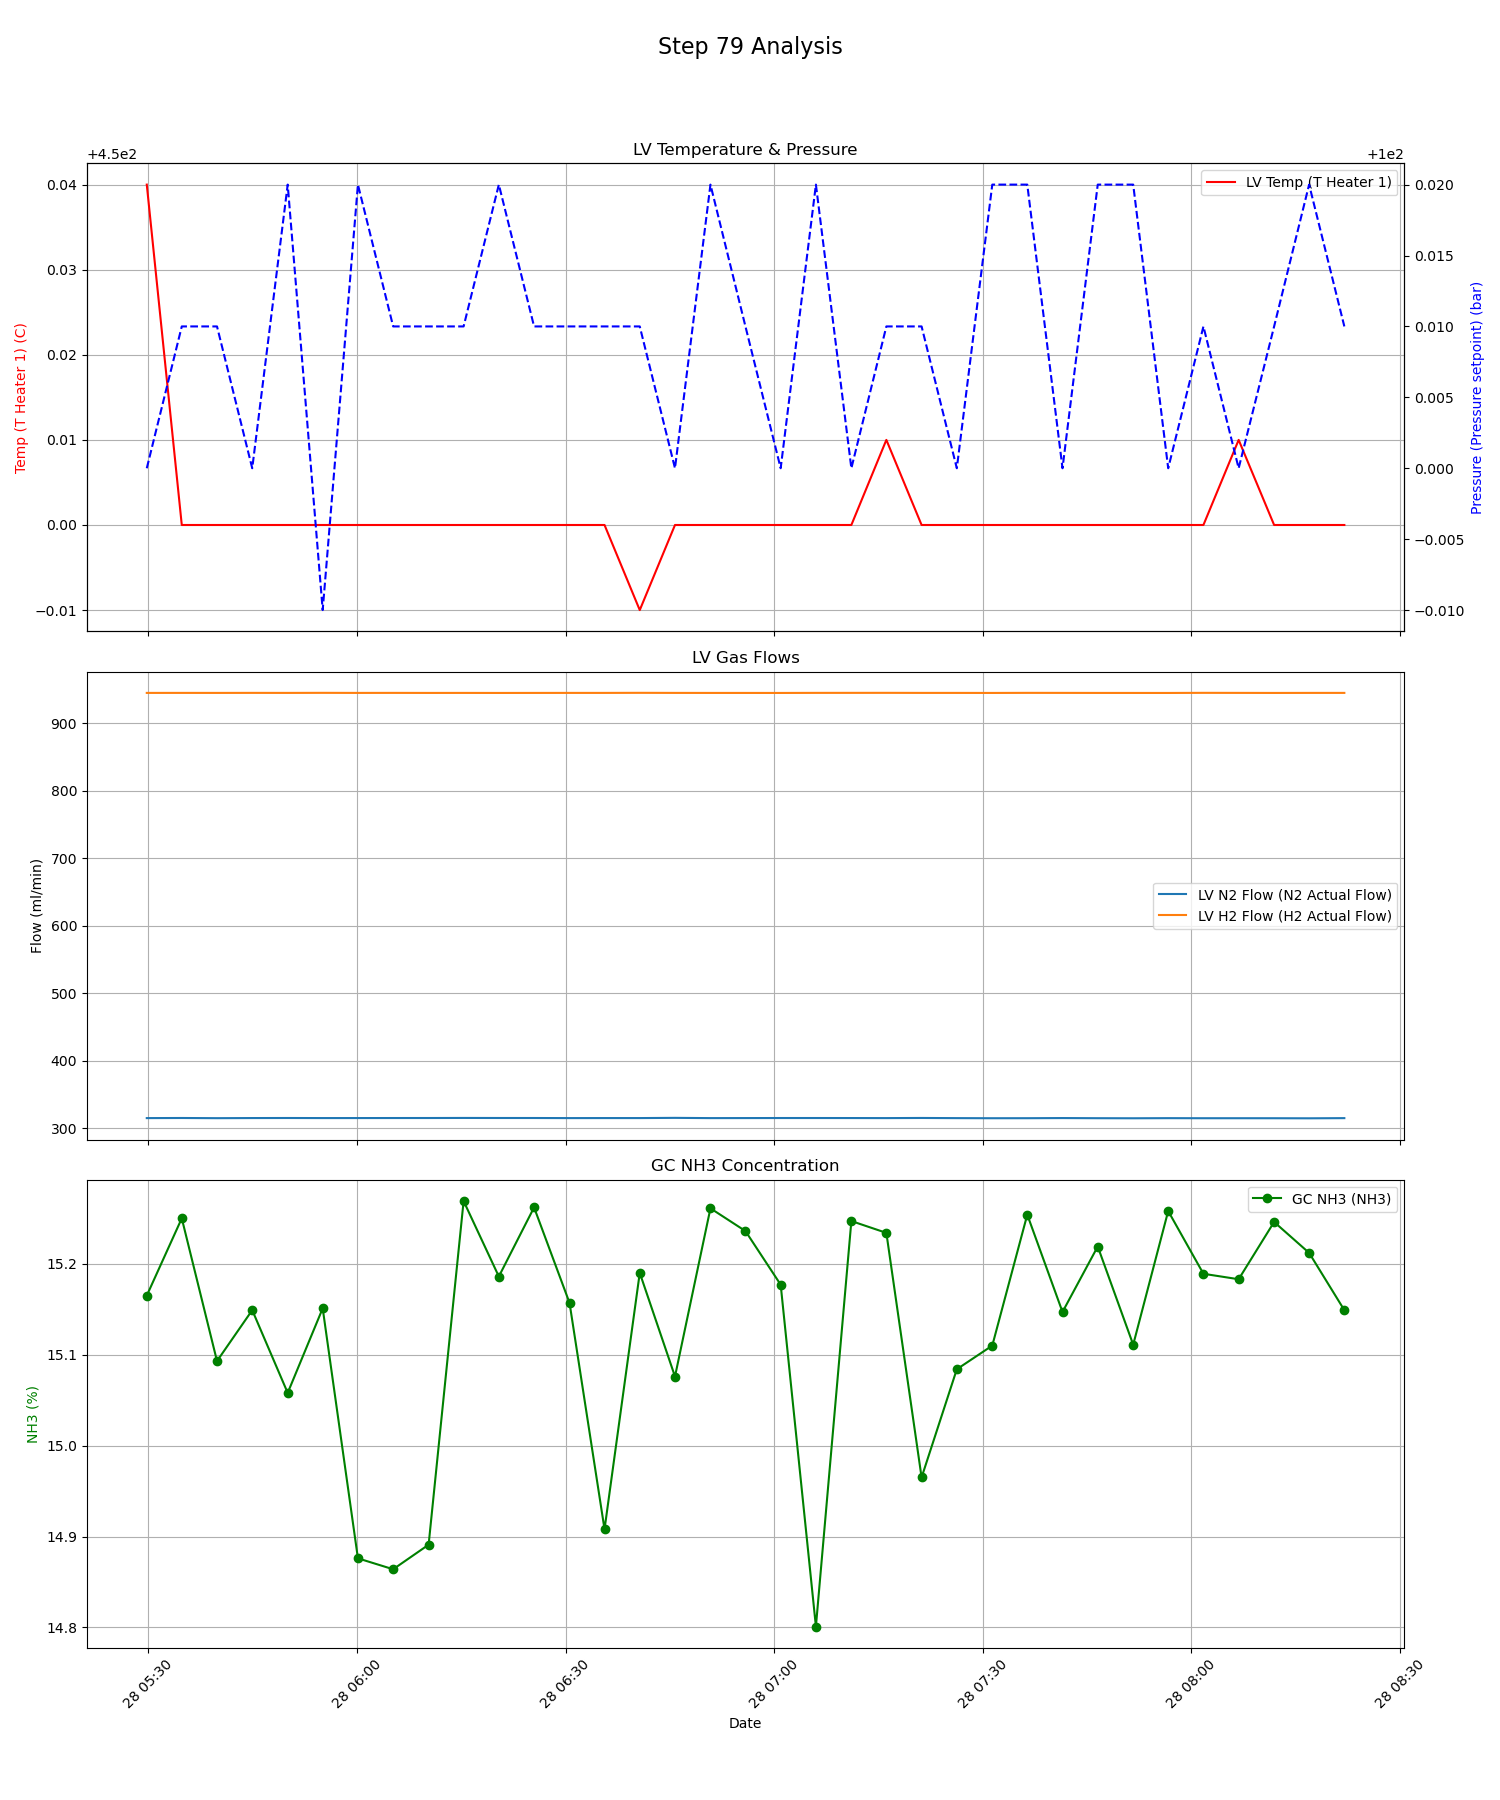 Step 79 Analysis
LV Temperature & Pressure
+4.5e2
+1e2
0.04
0.03
0.02
0.01
0.00
−0.01
Temp (T Heater 1) (C)
LV Temp (T Heater 1)
0.020
0.015
0.010
0.005
0.000
−0.005
−0.010
Pressure (Pressure setpoint) (bar)
LV Gas Flows
900
800
700
600
500
400
300
Flow (ml/min)
LV N2 Flow (N2 Actual Flow)
LV H2 Flow (H2 Actual Flow)
GC NH3 Concentration
GC NH3 (NH3)
15.2
15.1
15.0
14.9
14.8
NH3 (%)
28 05:30
28 06:00
28 06:30
28 07:00
28 07:30
28 08:00
28 08:30
Date